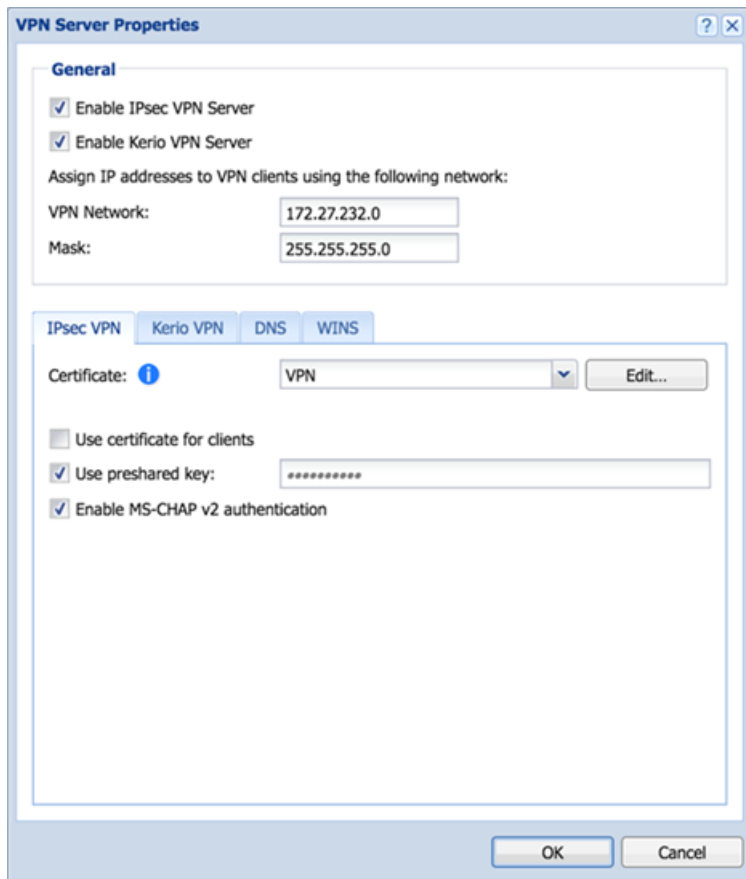 VPN Server Properties
General
Enable IPsec VPN Server
Enable Kerio VPN Server
Assign IP addresses to VPN clients using the following network:
VPN Network: 172.27.232.0
Mask: 255.255.255.0
IPsec VPN Kerio VPN DNS WINS
Certificate: VPN Edit...
Use certificate for clients
Use preshared key: **********
Enable MS-CHAP v2 authentication
OK Cancel